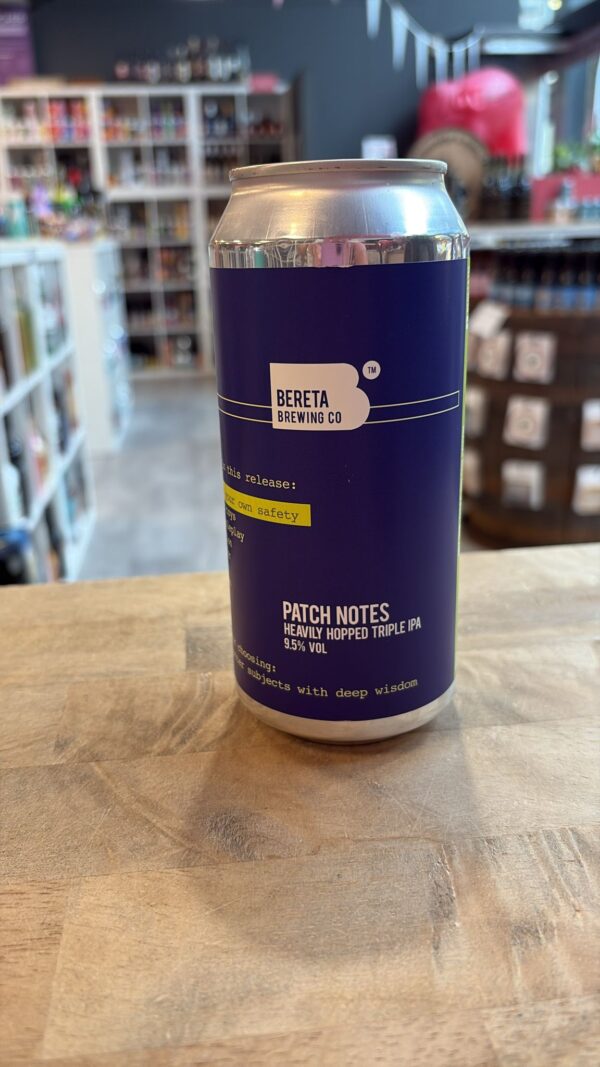 TM
BERETA
BREWING CO
this release:
our own safety
PATCH NOTES
HEAVILY HOPPED TRIPLE IPA
9.5% VOL
choosing:
subjects with deep wisdom